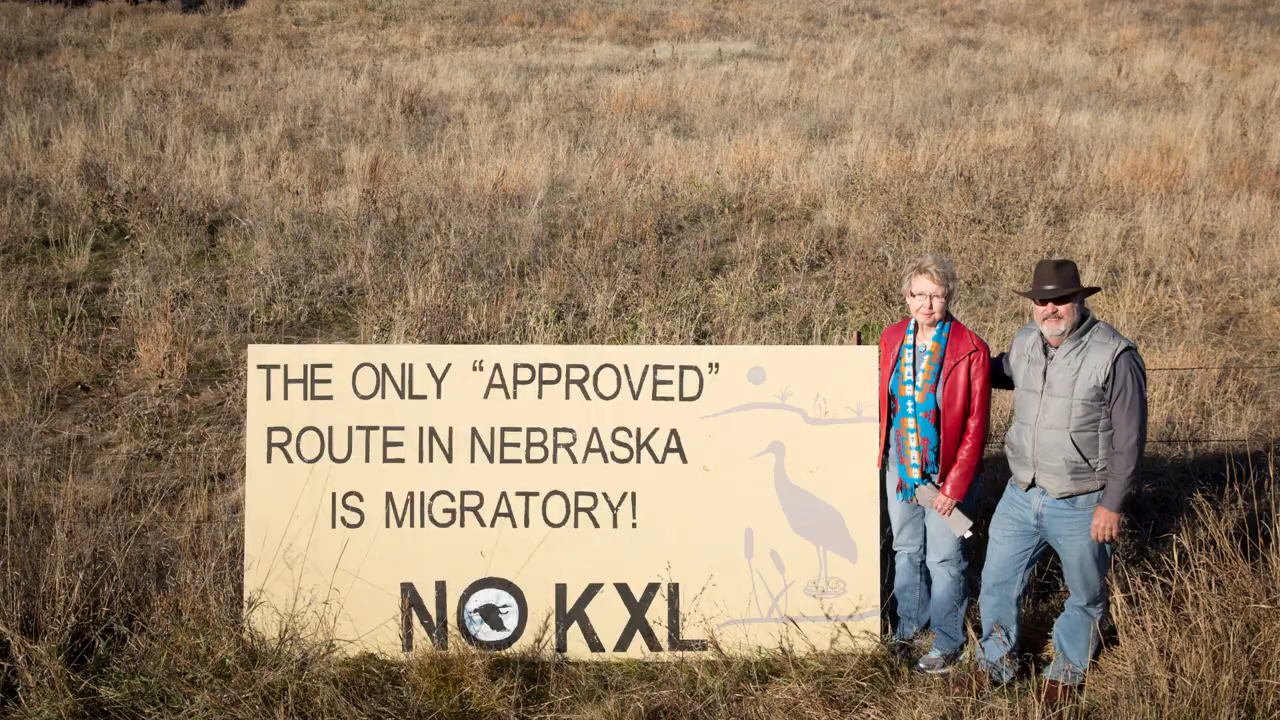 THE ONLY “APPROVED”
ROUTE IN NEBRASKA
IS MIGRATORY!
NO KXL